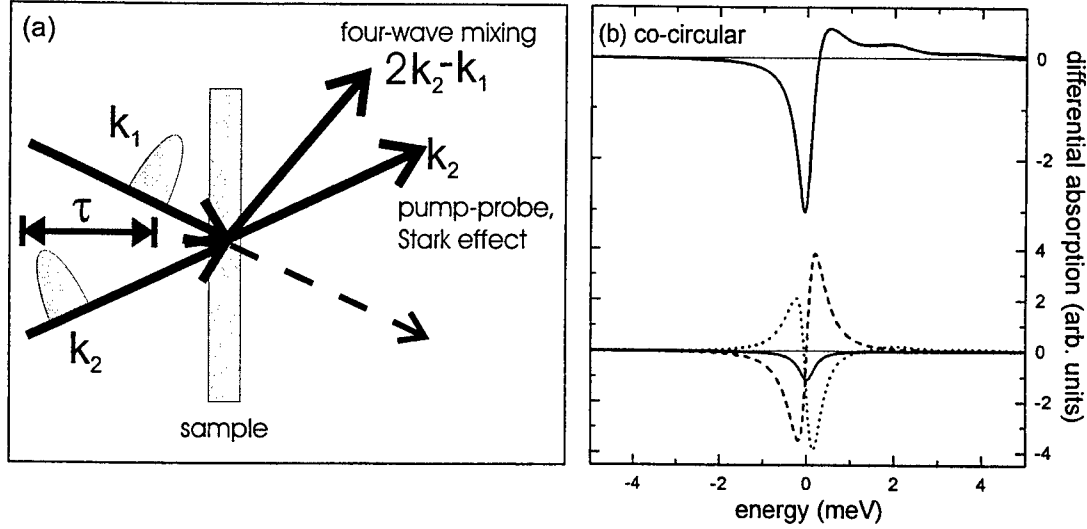 (a)
four-wave mixing
2k₂-k₁
k₁
k₂
τ
pump-probe,
Stark effect
k₂
sample
(b) co-circular
0
-2
4
2
0
-2
-4
differential absorption (arb. units)
-4
-2
0
2
4
energy (meV)